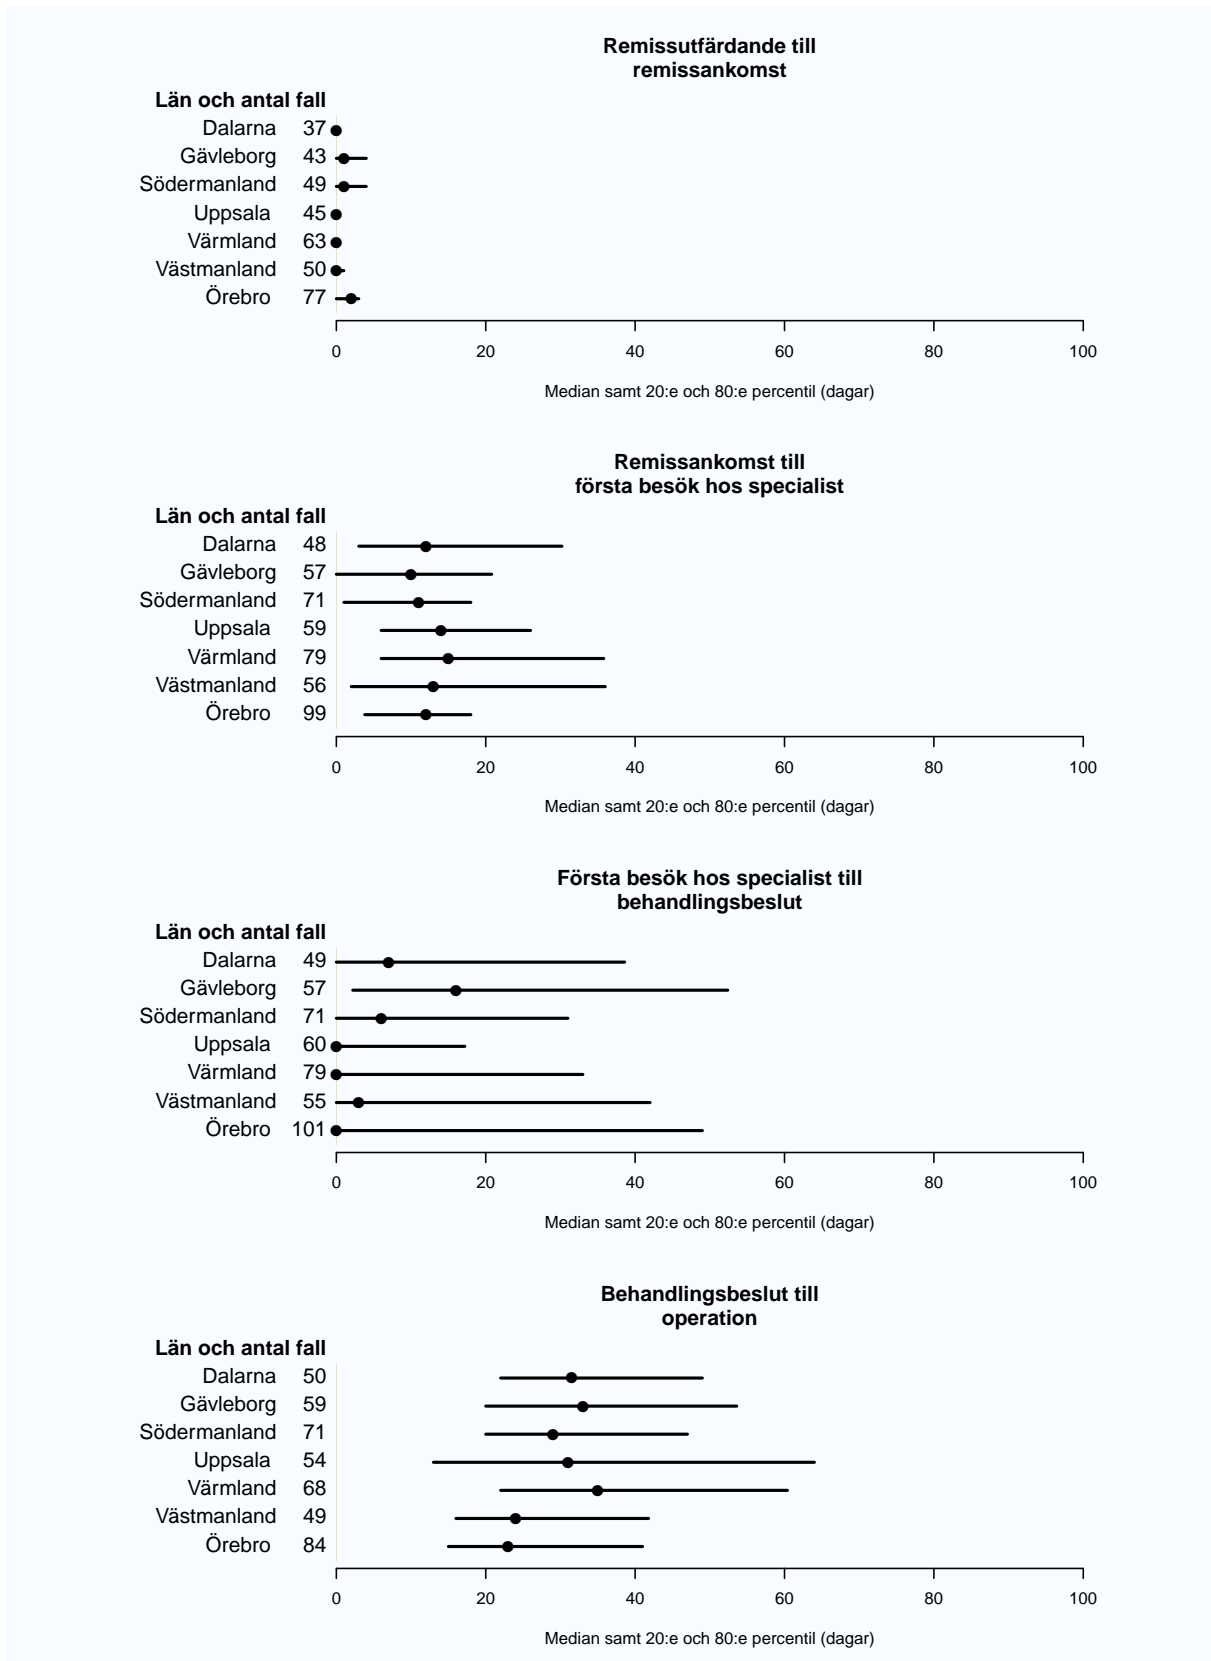 Remissutfärdande till
remissankomst
Län och antal fall
Dalarna 37
Gävleborg 43
Södermanland 49
Uppsala 45
Värmland 63
Västmanland 50
Örebro 77
0 20 40 60 80 100
Median samt 20:e och 80:e percentil (dagar)
Remissankomst till
första besök hos specialist
Län och antal fall
Dalarna 48
Gävleborg 57
Södermanland 71
Uppsala 59
Värmland 79
Västmanland 56
Örebro 99
0 20 40 60 80 100
Median samt 20:e och 80:e percentil (dagar)
Första besök hos specialist till
behandlingsbeslut
Län och antal fall
Dalarna 49
Gävleborg 57
Södermanland 71
Uppsala 60
Värmland 79
Västmanland 55
Örebro 101
0 20 40 60 80 100
Median samt 20:e och 80:e percentil (dagar)
Behandlingsbeslut till
operation
Län och antal fall
Dalarna 50
Gävleborg 59
Södermanland 71
Uppsala 54
Värmland 68
Västmanland 49
Örebro 84
0 20 40 60 80 100
Median samt 20:e och 80:e percentil (dagar)